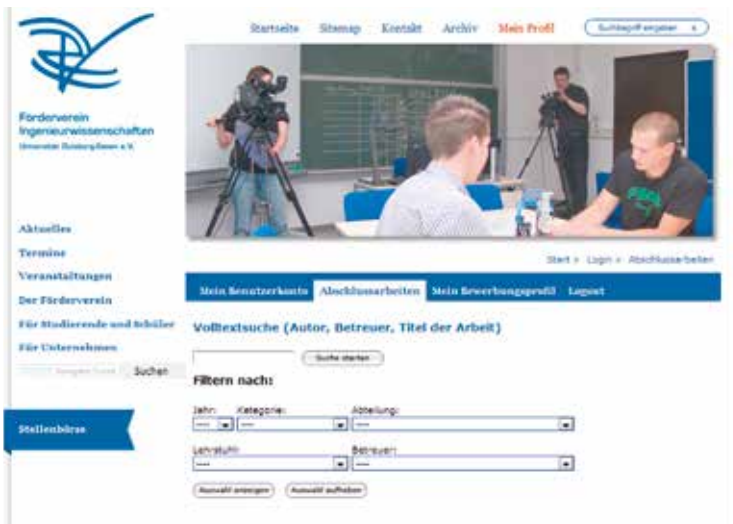 Startseite Sitemap Kontakt Archiv Mein Profil Suchbegriff eingeben
Förderverein
Ingenieurwissenschaften
Universität Duisburg-Essen e.V.
Aktuelles
Termine
Veranstaltungen
Der Förderverein
Für Studierende und Schüler
Für Unternehmen
Suchen
Stellenbörse
Start » Login » Abschlussarbeiten
Mein Benutzerkonto Abschlussarbeiten Mein Bewerbungsprofil Logout
Volltextsuche (Autor, Betreuer, Titel der Arbeit)
Suche starten
Filtern nach:
Jahr: Kategorie: Abteilung:
---- ---- ----
Lehrstuhl: Betreuer:
---- ----
Auswahl anzeigen Auswahl aufheben